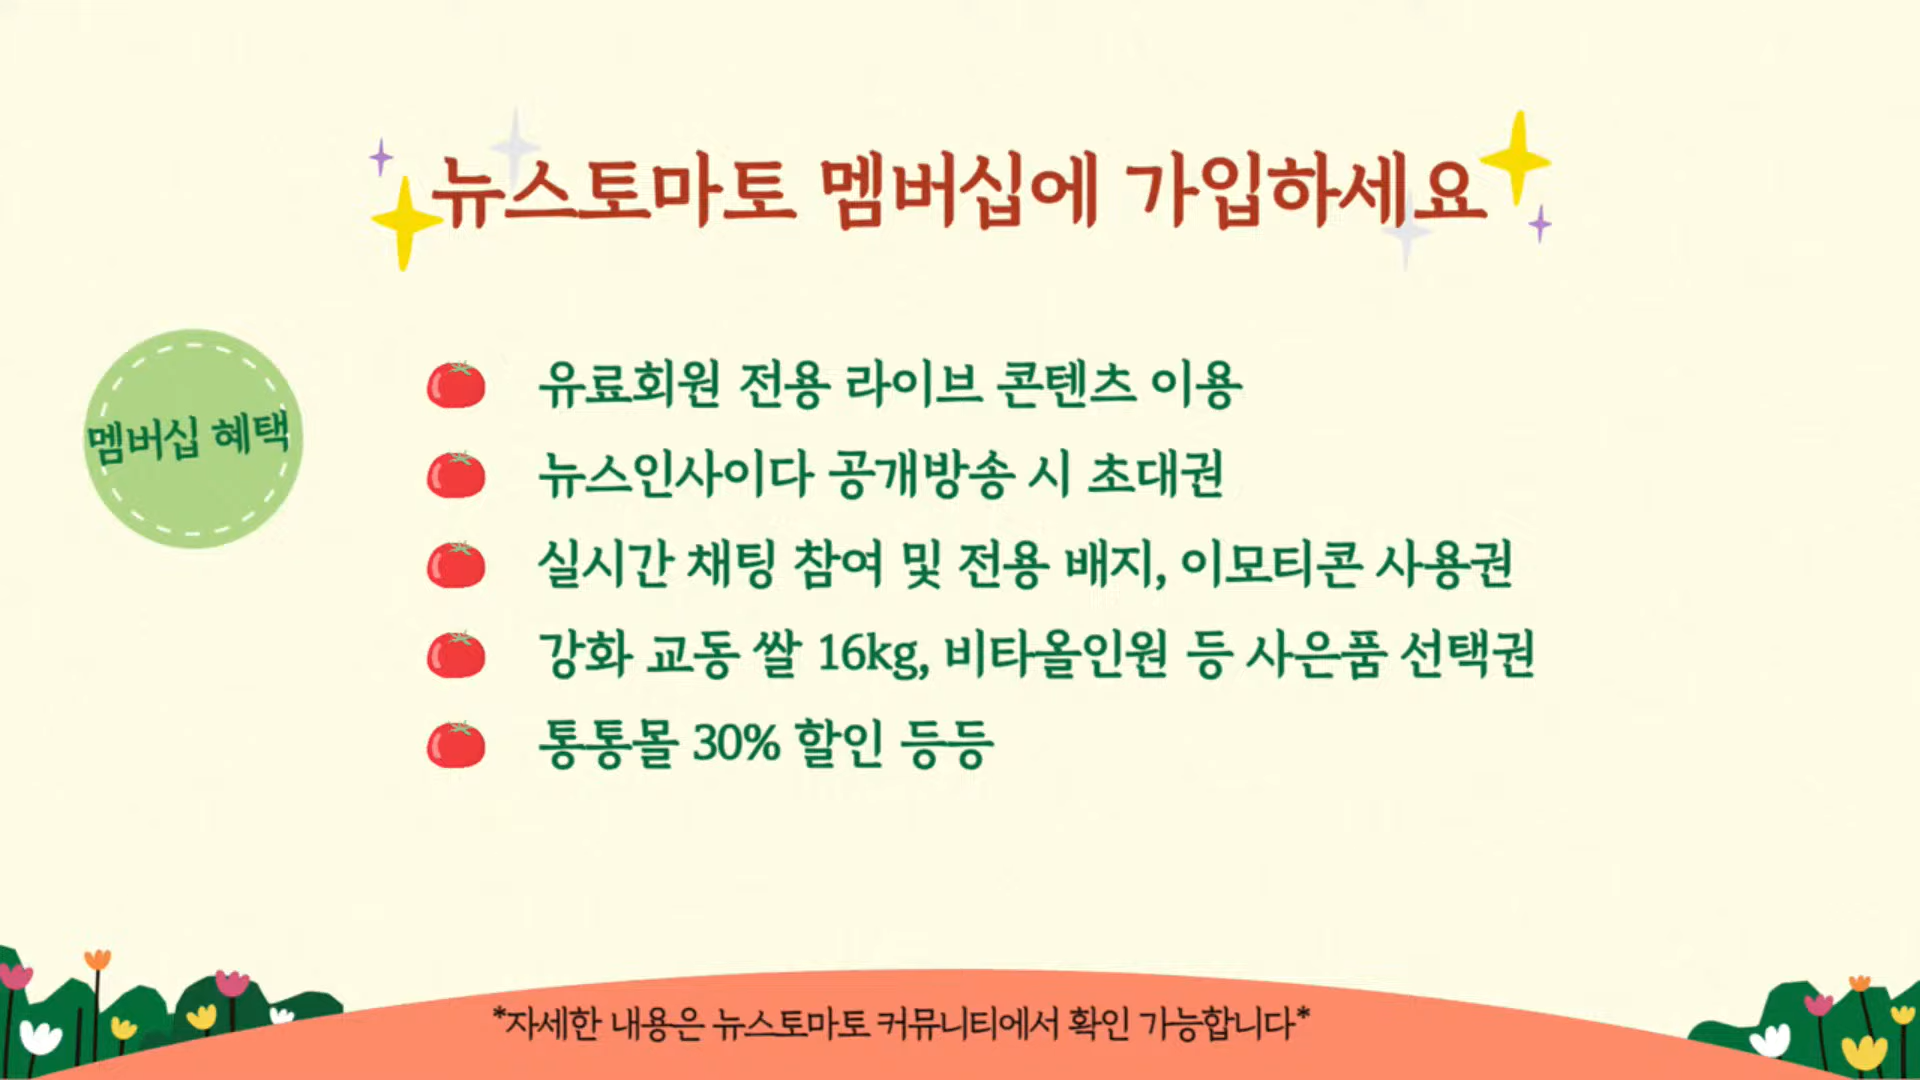 뉴스토마토 멤버십에 가입하세요
멤버십 혜택
유료회원 전용 라이브 콘텐츠 이용
뉴스인사이다 공개방송 시 초대권
실시간 채팅 참여 및 전용 배지, 이모티콘 사용권
강화 교동 쌀 16kg, 비타올인원 등 사은품 선택권
통통몰 30% 할인 등등
*자세한 내용은 뉴스토마토 커뮤니티에서 확인 가능합니다*